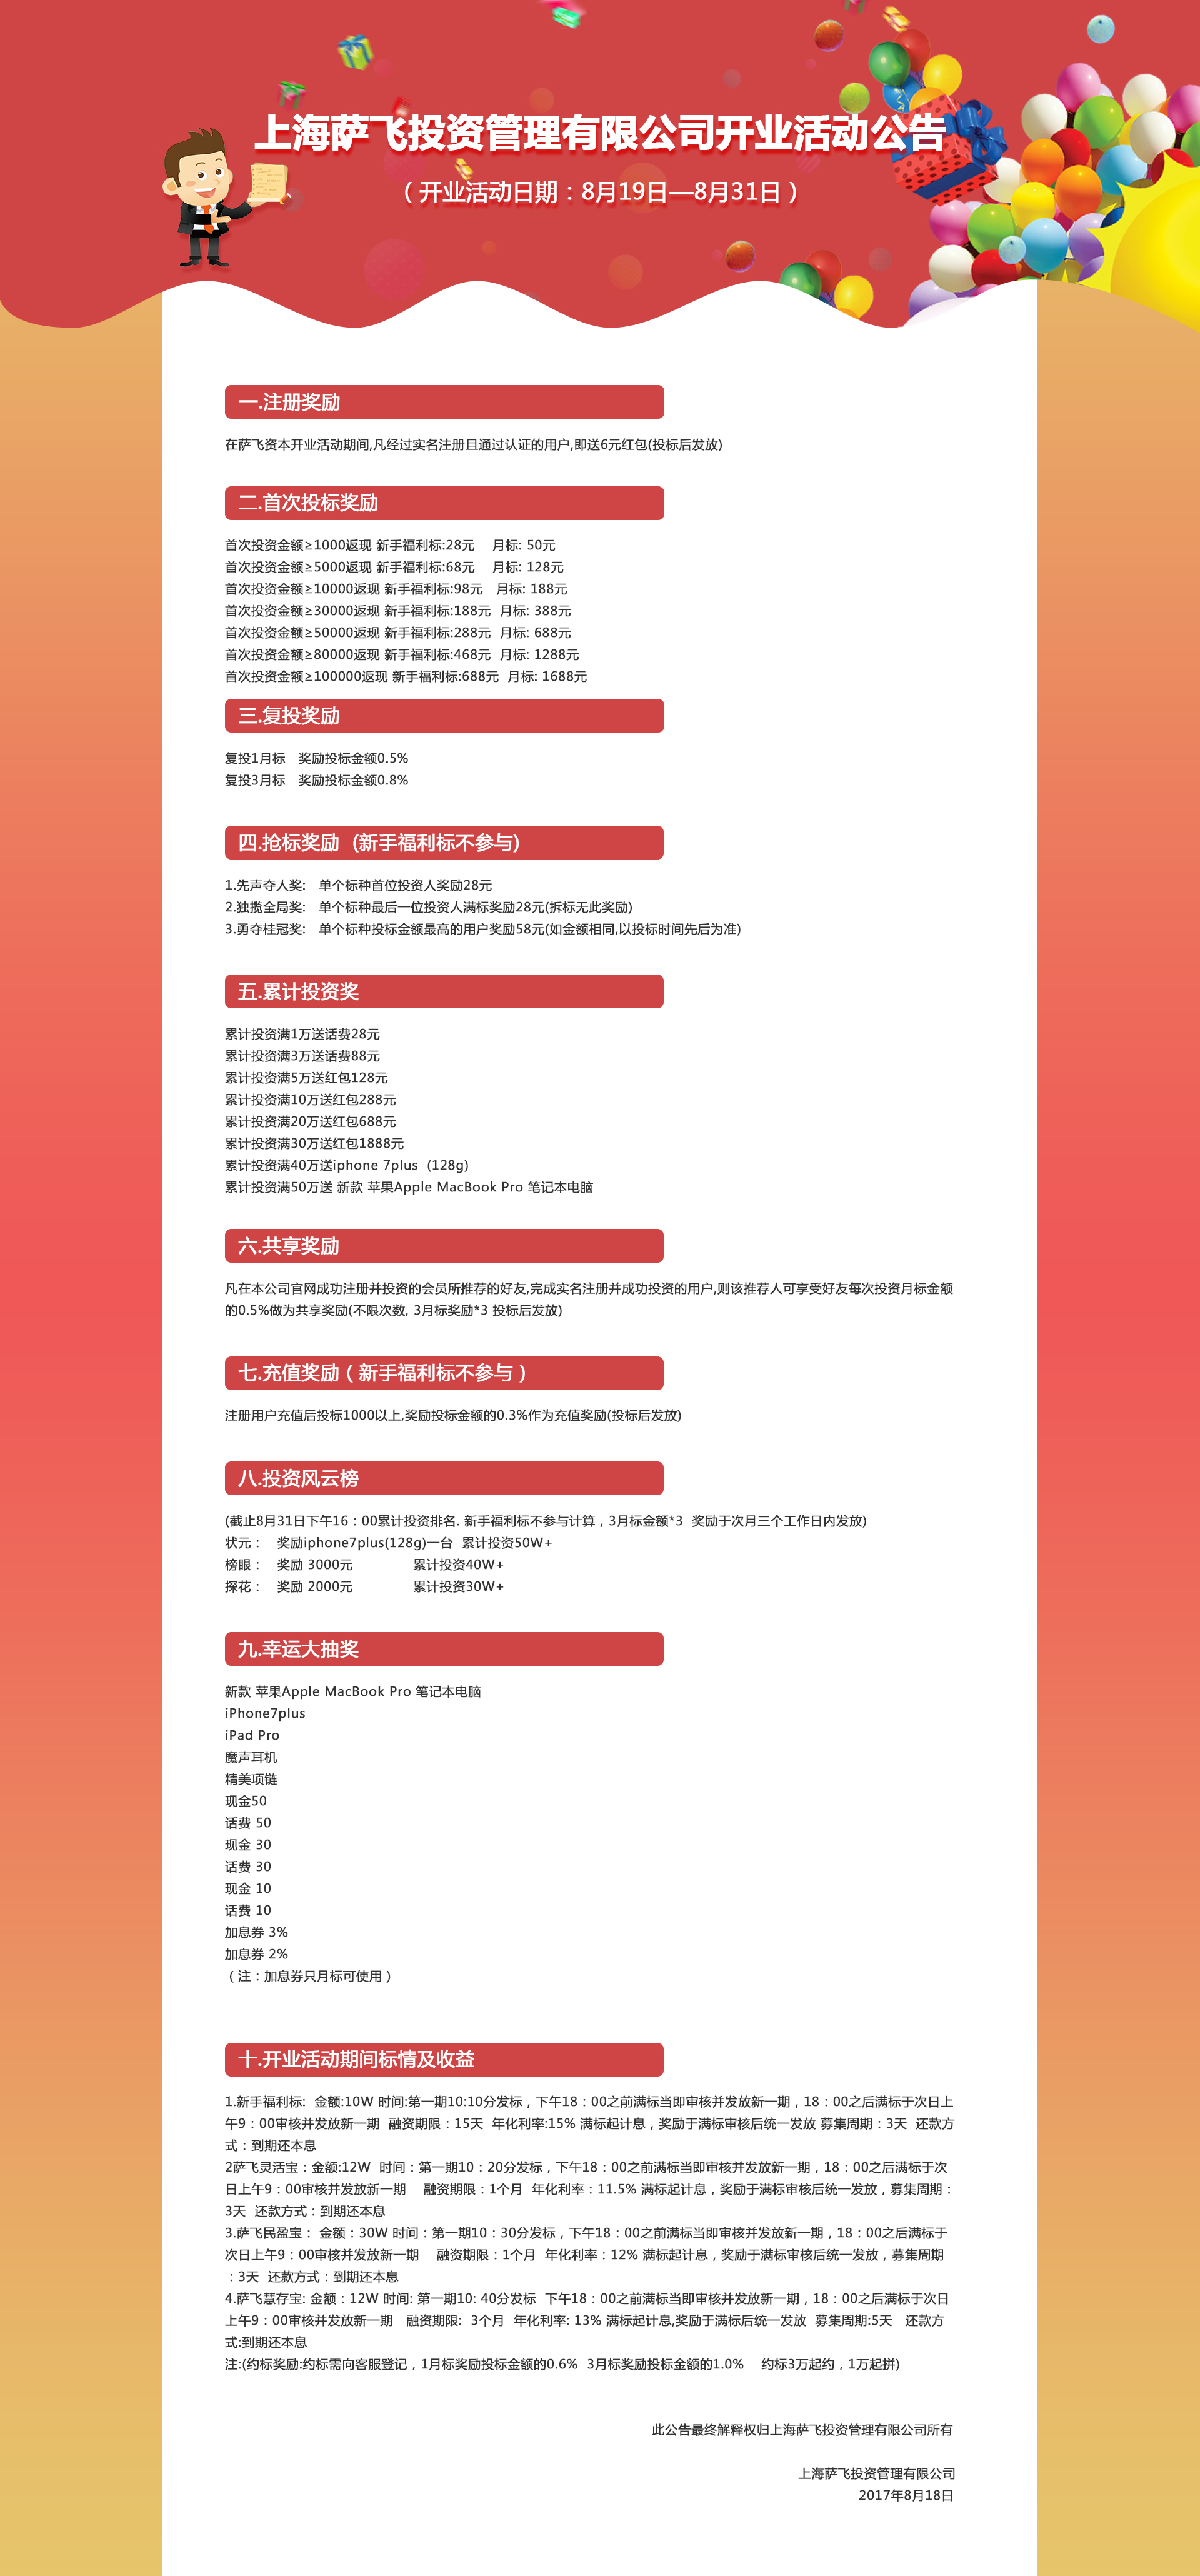 上海萨飞投资管理有限公司开业活动公告
（ 开业活动日期：8月19日—8月31日 ）
一.注册奖励
在萨飞资本开业活动期间,凡经过实名注册且通过认证的用户,即送6元红包(投标后发放)
二.首次投标奖励
首次投资金额≥1000返现 新手福利标:28元 月标: 50元
首次投资金额≥5000返现 新手福利标:68元 月标: 128元
首次投资金额≥10000返现 新手福利标:98元 月标: 188元
首次投资金额≥30000返现 新手福利标:188元 月标: 388元
首次投资金额≥50000返现 新手福利标:288元 月标: 688元
首次投资金额≥80000返现 新手福利标:468元 月标: 1288元
首次投资金额≥100000返现 新手福利标:688元 月标: 1688元
三.复投奖励
复投1月标 奖励投标金额0.5%
复投3月标 奖励投标金额0.8%
四.抢标奖励 (新手福利标不参与)
1.先声夺人奖: 单个标种首位投资人奖励28元
2.独揽全局奖: 单个标种最后一位投资人满标奖励28元(拆标无此奖励)
3.勇夺桂冠奖: 单个标种投标金额最高的用户奖励58元(如金额相同,以投标时间先后为准)
五.累计投资奖
累计投资满1万送话费28元
累计投资满3万送话费88元
累计投资满5万送红包128元
累计投资满10万送红包288元
累计投资满20万送红包688元
累计投资满30万送红包1888元
累计投资满40万送iphone 7plus (128g)
累计投资满50万送 新款 苹果Apple MacBook Pro 笔记本电脑
六.共享奖励
凡在本公司官网成功注册并投资的会员所推荐的好友,完成实名注册并成功投资的用户,则该推荐人可享受好友每次投资月标金额
的0.5%做为共享奖励(不限次数, 3月标奖励*3 投标后发放)
七.充值奖励（ 新手福利标不参与 ）
注册用户充值后投标1000以上,奖励投标金额的0.3%作为充值奖励(投标后发放)
八.投资风云榜
(截止8月31日下午16：00累计投资排名. 新手福利标不参与计算，3月标金额*3 奖励于次月三个工作日内发放)
状元： 奖励iphone7plus(128g)一台 累计投资50W+
榜眼： 奖励 3000元 累计投资40W+
探花： 奖励 2000元 累计投资30W+
九.幸运大抽奖
新款 苹果Apple MacBook Pro 笔记本电脑
iPhone7plus
iPad Pro
魔声耳机
精美项链
现金50
话费 50
现金 30
话费 30
现金 10
话费 10
加息券 3%
加息券 2%
（ 注：加息券只月标可使用 ）
十.开业活动期间标情及收益
1.新手福利标: 金额:10W 时间:第一期10:10分发标，下午18：00之前满标当即审核并发放新一期，18：00之后满标于次日上
午9：00审核并发放新一期 融资期限：15天 年化利率:15% 满标起计息，奖励于满标审核后统一发放 募集周期：3天 还款方
式：到期还本息
2萨飞灵活宝：金额:12W 时间：第一期10：20分发标，下午18：00之前满标当即审核并发放新一期，18：00之后满标于次
日上午9：00审核并发放新一期 融资期限：1个月 年化利率：11.5% 满标起计息，奖励于满标审核后统一发放，募集周期：
3天 还款方式：到期还本息
3.萨飞民盈宝： 金额：30W 时间：第一期10：30分发标，下午18：00之前满标当即审核并发放新一期，18：00之后满标于
次日上午9：00审核并发放新一期 融资期限：1个月 年化利率：12% 满标起计息，奖励于满标审核后统一发放，募集周期
：3天 还款方式：到期还本息
4.萨飞慧存宝: 金额：12W 时间: 第一期10: 40分发标 下午18：00之前满标当即审核并发放新一期，18：00之后满标于次日
上午9：00审核并发放新一期 融资期限: 3个月 年化利率: 13% 满标起计息,奖励于满标后统一发放 募集周期:5天 还款方
式:到期还本息
注:(约标奖励:约标需向客服登记，1月标奖励投标金额的0.6% 3月标奖励投标金额的1.0% 约标3万起约，1万起拼)
此公告最终解释权归上海萨飞投资管理有限公司所有
上海萨飞投资管理有限公司
2017年8月18日